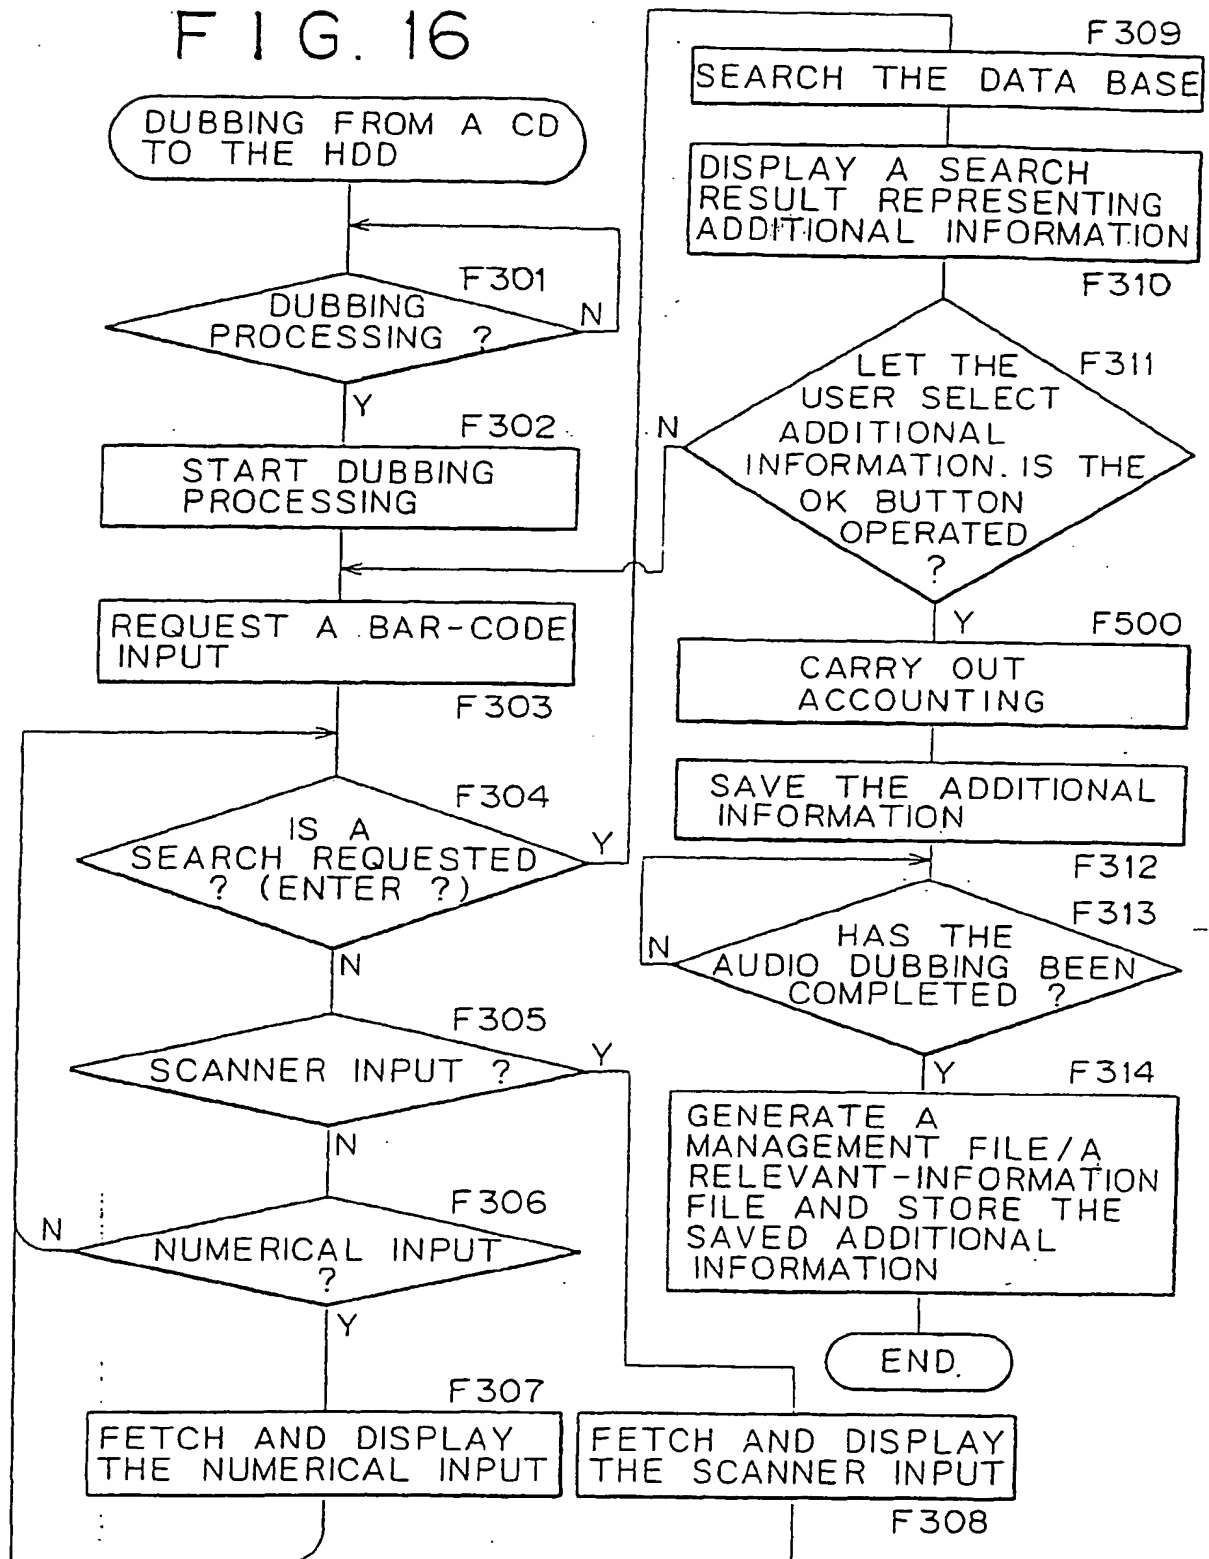 FIG. 16
DUBBING FROM A CD
TO THE HDD
F301
DUBBING
PROCESSING ?
N
Y
F302
START DUBBING
PROCESSING
REQUEST A BAR-CODE
INPUT
F303
F304
IS A
SEARCH REQUESTED
? (ENTER ?)
Y
N
F305
SCANNER INPUT ?
Y
N
F306
NUMERICAL INPUT
?
N
Y
F307
FETCH AND DISPLAY
THE NUMERICAL INPUT
FETCH AND DISPLAY
THE SCANNER INPUT
F308
F309
SEARCH THE DATA BASE
DISPLAY A SEARCH
RESULT REPRESENTING
ADDITIONAL INFORMATION
F310
F311
LET THE
USER SELECT
ADDITIONAL
INFORMATION. IS THE
OK BUTTON
OPERATED
?
N
Y
F500
CARRY OUT
ACCOUNTING
SAVE THE ADDITIONAL
INFORMATION
F312
F313
HAS THE
AUDIO DUBBING BEEN
COMPLETED ?
N
Y
F314
GENERATE A
MANAGEMENT FILE/A
RELEVANT-INFORMATION
FILE AND STORE THE
SAVED ADDITIONAL
INFORMATION
END